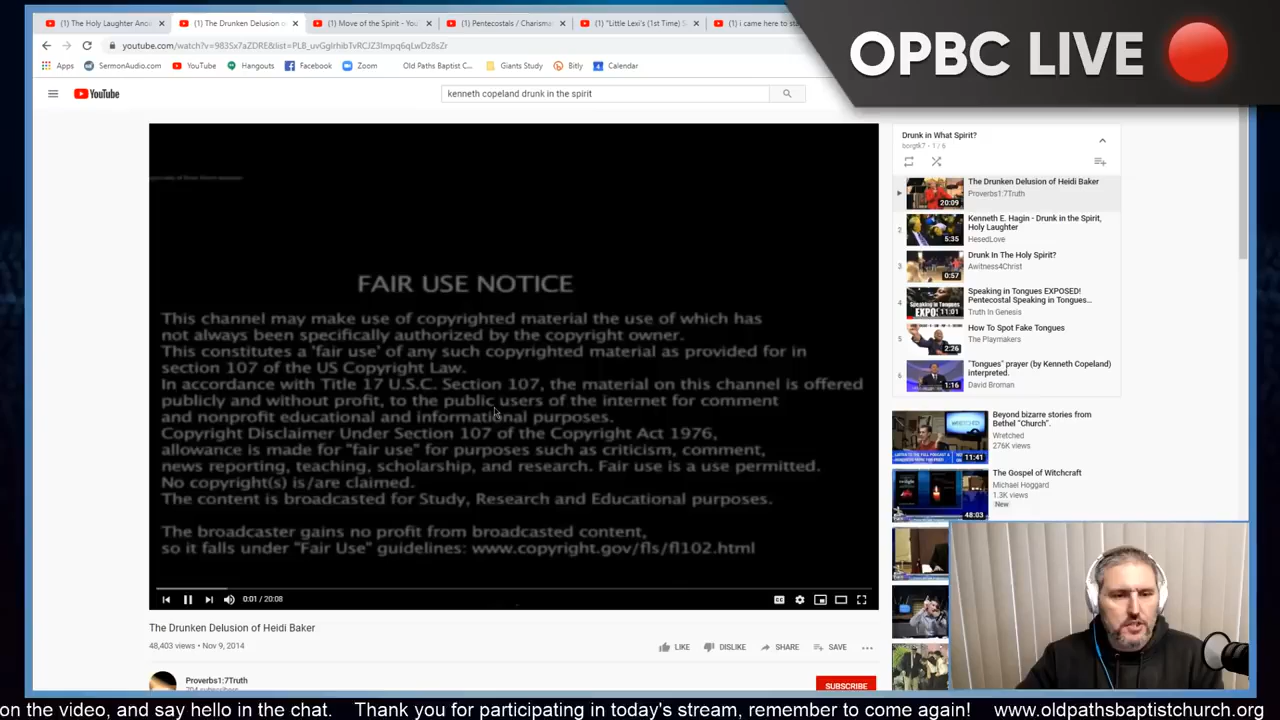 (1) The Holy Laughter Anoi
(1) The Drunken Delusion o
(1) Move of the Spirit - You
(1) Pentecostals / Charisma
(1) "Little Lexi's (1st Time) S
(1) i came here to st
OPBC LIVE
youtube.com/watch?v=983Sx7aZDRE&list=PLB_uvGgIrhibTvRCJZ3Impq6qLwDz8sZr
Apps SermonAudio.com YouTube Hangouts Facebook Zoom Old Paths Baptist C... Giants Study Bitly Calendar
YouTube
kenneth copeland drunk in the spirit
FAIR USE NOTICE
This channel may make use of copyrighted material the use of which has
not always been specifically authorized by the copyright owner.
This constitutes a 'fair use' of any such copyrighted material as provided for in
section 107 of the US Copyright Law.
In accordance with Title 17 U.S.C. Section 107, the material on this channel is offered
publicly and without profit, to the public users of the internet for comment
and nonprofit educational and informational purposes.
Copyright Disclaimer Under Section 107 of the Copyright Act 1976,
allowance is made for "fair use" for purposes such as criticism, comment,
news reporting, teaching, scholarship, and research. Fair use is a use permitted.
No copyright is/are claimed.
The content is broadcasted for Study, Research and Educational purposes.
The broadcaster gains no profit from broadcasted content,
so it falls under "Fair Use" guidelines: www.copyright.gov/fls/fl102.html
0:01 / 20:08
The Drunken Delusion of Heidi Baker
48,403 views • Nov 9, 2014
LIKE DISLIKE SHARE SAVE
Proverbs1:7Truth
SUBSCRIBE
Drunk in What Spirit?
borgtk7 - 1 / 6
The Drunken Delusion of Heidi Baker
Proverbs1:7Truth
20:09
2
Kenneth E. Hagin - Drunk in the Spirit,
Holy Laughter
HesedLove
5:35
3
Drunk In The Holy Spirit?
Awitness4Christ
0:57
4
Speaking in Tongues EXPOSED!
Pentecostal Speaking in Tongues...
Truth In Genesis
11:01
5
How To Spot Fake Tongues
The Playmakers
2:26
6
"Tongues" prayer (by Kenneth Copeland)
interpreted.
David Broman
1:16
Beyond bizarre stories from
Bethel "Church".
Wretched
276K views
11:41
The Gospel of Witchcraft
Michael Hoggard
1.3K views
New
48:03
on the video, and say hello in the chat. Thank you for participating in today's stream, remember to come again! www.oldpathsbaptistchurch.org